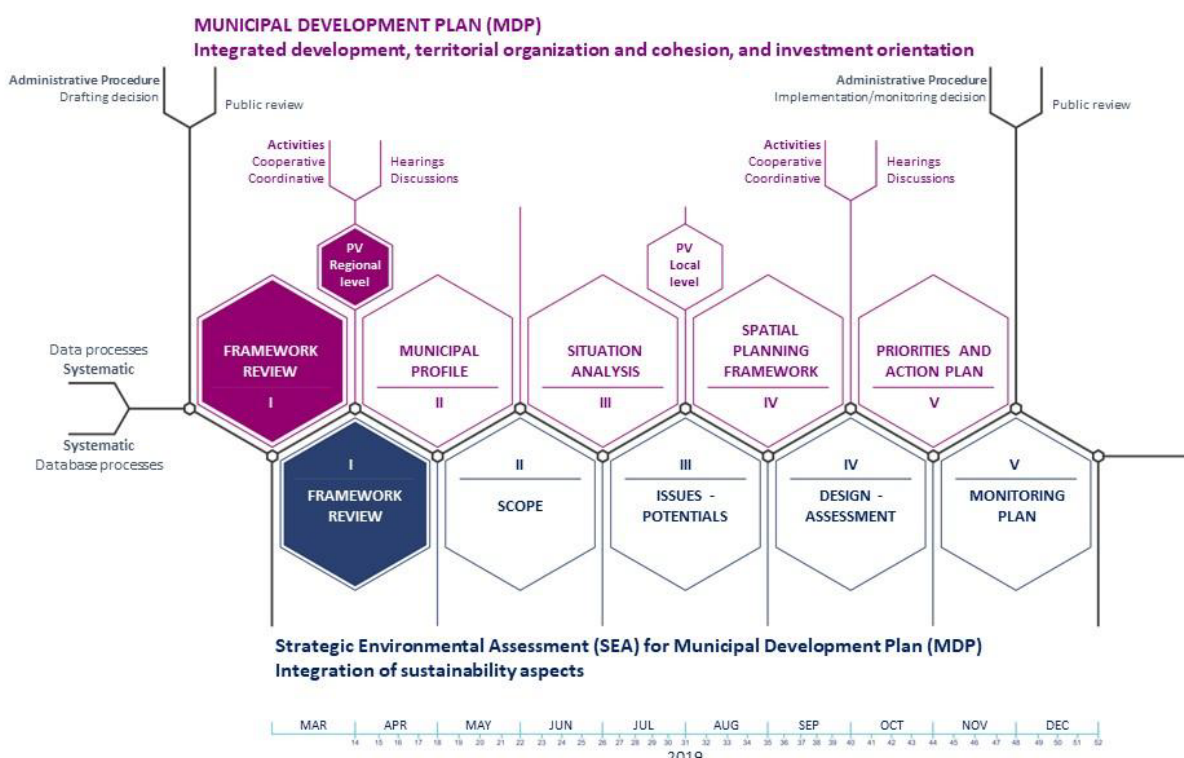 MUNICIPAL DEVELOPMENT PLAN (MDP)
Integrated development, territorial organization and cohesion, and investment orientation
Administrative Procedure
Drafting decision
Public review
Administrative Procedure
Implementation/monitoring decision
Public review
Activities
Cooperative
Coordinative
Hearings
Discussions
Activities
Cooperative
Coordinative
Hearings
Discussions
PV
Regional
level
PV
Local
level
FRAMEWORK
REVIEW
I
MUNICIPAL
PROFILE
II
SITUATION
ANALYSIS
III
SPATIAL
PLANNING
FRAMEWORK
IV
PRIORITIES AND
ACTION PLAN
V
Data processes
Systematic
Systematic
Database processes
I
FRAMEWORK
REVIEW
II
SCOPE
III
ISSUES -
POTENTIALS
IV
DESIGN -
ASSESSMENT
V
MONITORING
PLAN
Strategic Environmental Assessment (SEA) for Municipal Development Plan (MDP)
Integration of sustainability aspects
MAR APR MAY JUN JUL AUG SEP OCT NOV DEC
14 15 16 17 18 19 20 21 22 23 24 25 26 27 28 29 30 31 32 33 34 35 36 37 38 39 40 41 42 43 44 45 46 47 48 49 50 51 52
2019